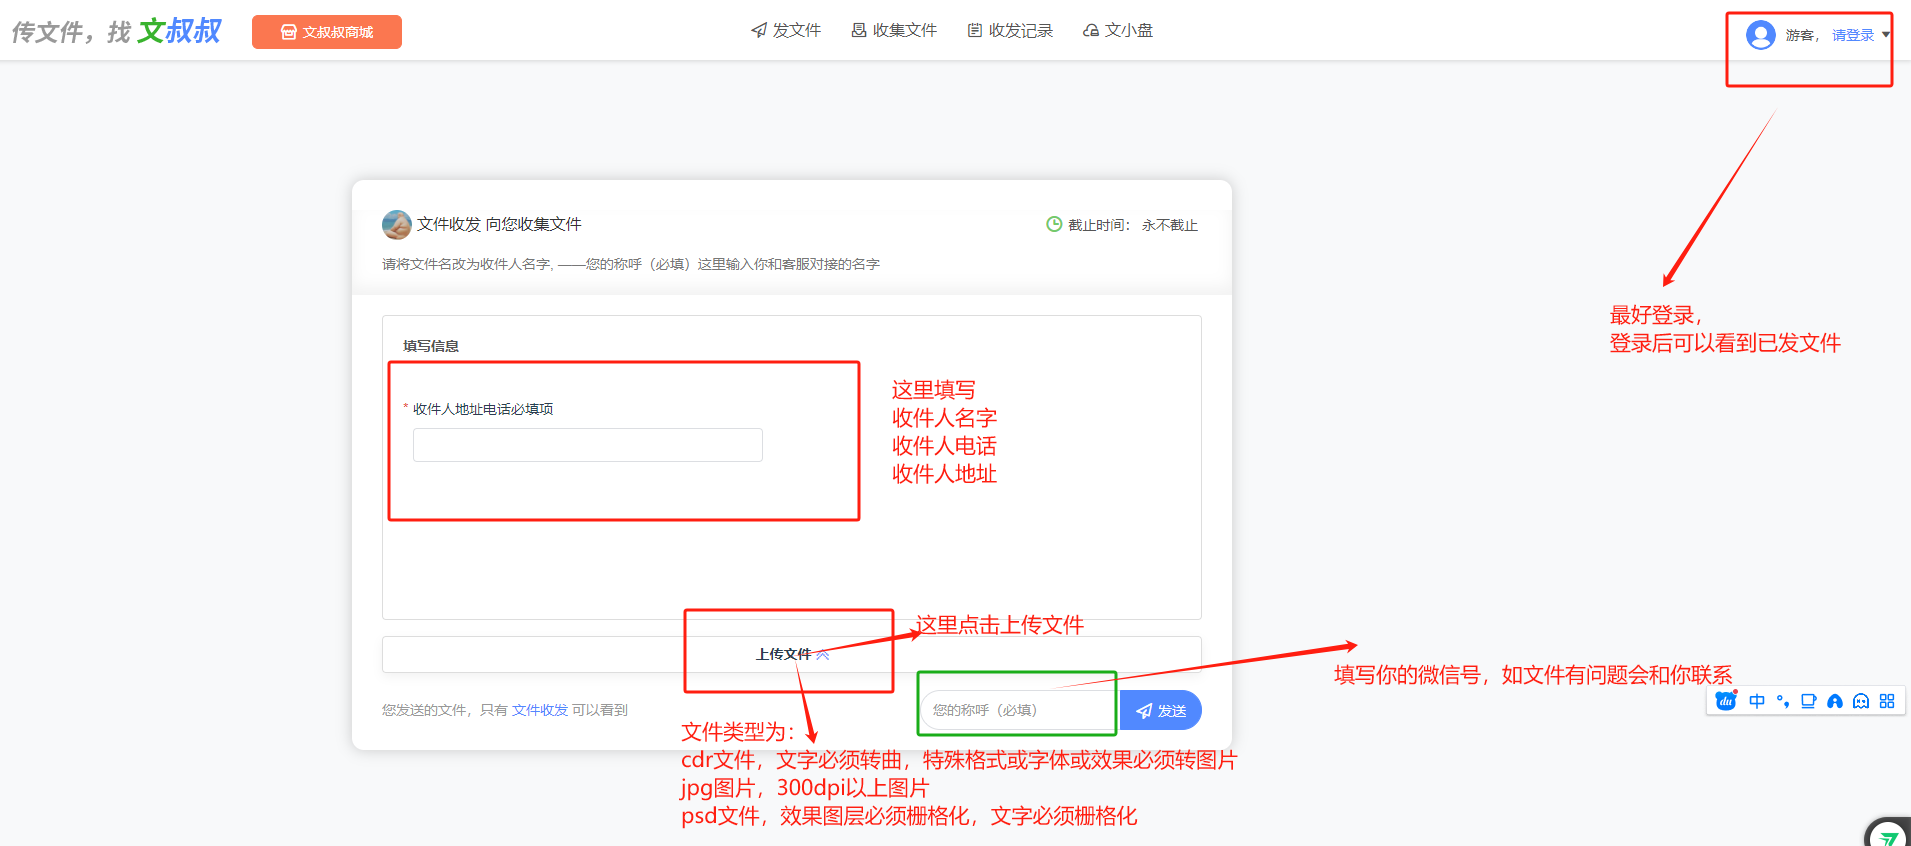 传文件，找 文叔叔
文叔叔商城
发文件
收集文件
收发记录
文小盘
游客，
请登录
文件收发 向您收集文件
截止时间： 永不截止
请将文件名改为收件人名字, ——您的称呼（必填）这里输入你和客服对接的名字
最好登录，
登录后可以看到已发文件
填写信息
* 收件人地址电话必填项
这里填写
收件人名字
收件人电话
收件人地址
这里点击上传文件
上传文件
填写你的微信号，如文件有问题会和你联系
du 中
您发送的文件，只有 文件收发 可以看到
您的称呼（必填）
发送
文件类型为：
cdr文件，文字必须转曲，特殊格式或字体或效果必须转图片
jpg图片，300dpi以上图片
psd文件，效果图层必须栅格化，文字必须栅格化